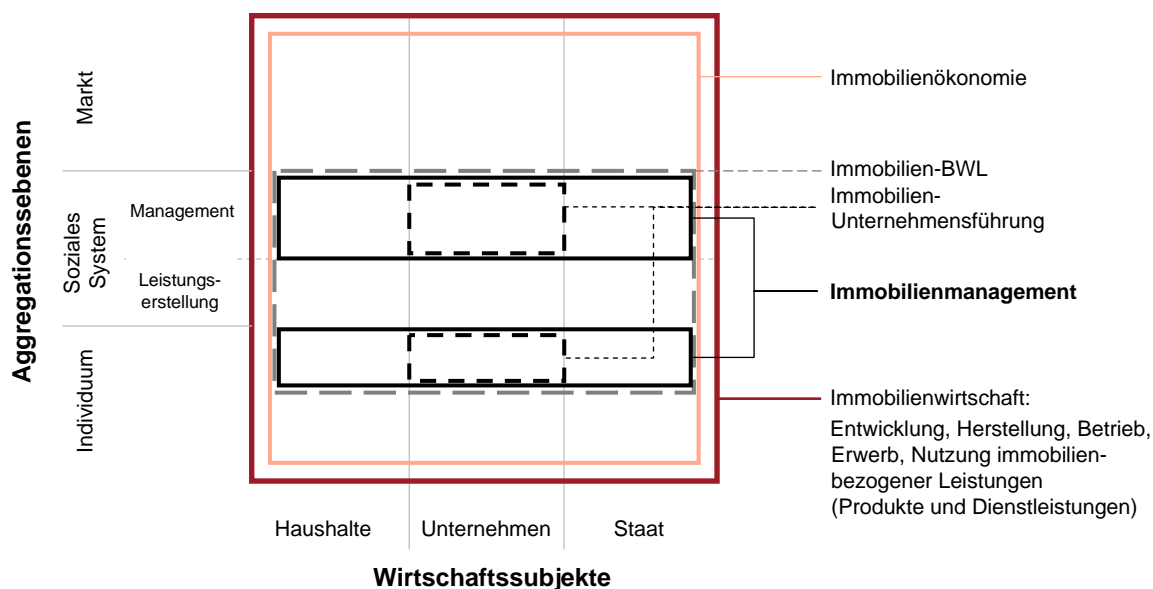 Aggregationssebenen
Markt
Soziales
System
Individuum
Management
Leistungs-
erstellung
Haushalte
Unternehmen
Staat
Wirtschaftssubjekte
Immobilienökonomie
Immobilien-BWL
Immobilien-
Unternehmensführung
Immobilienmanagement
Immobilienwirtschaft:
Entwicklung, Herstellung, Betrieb,
Erwerb, Nutzung immobilien-
bezogener Leistungen
(Produkte und Dienstleistungen)